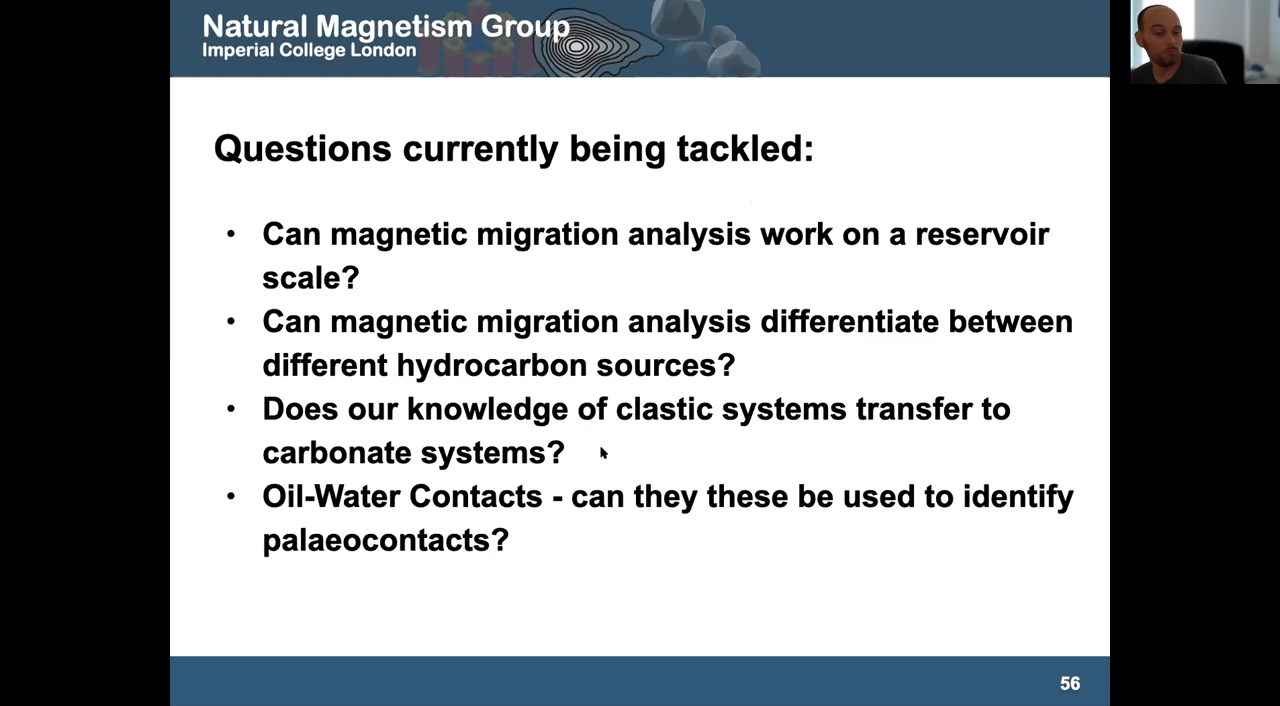 Natural Magnetism Group
Imperial College London
Questions currently being tackled:
• Can magnetic migration analysis work on a reservoir
scale?
• Can magnetic migration analysis differentiate between
different hydrocarbon sources?
• Does our knowledge of clastic systems transfer to
carbonate systems?
• Oil-Water Contacts - can they these be used to identify
palaeocontacts?
56